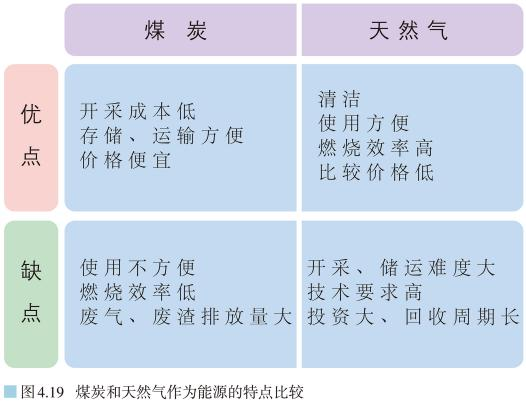 煤炭
天然气
优点
开采成本低
存储、运输方便
价格便宜
清洁
使用方便
燃烧效率高
比较价格低
缺点
使用不方便
燃烧效率低
废气、废渣排放量大
开采、储运难度大
技术要求高
投资大、回收周期长
图4.19 煤炭和天然气作为能源的特点比较